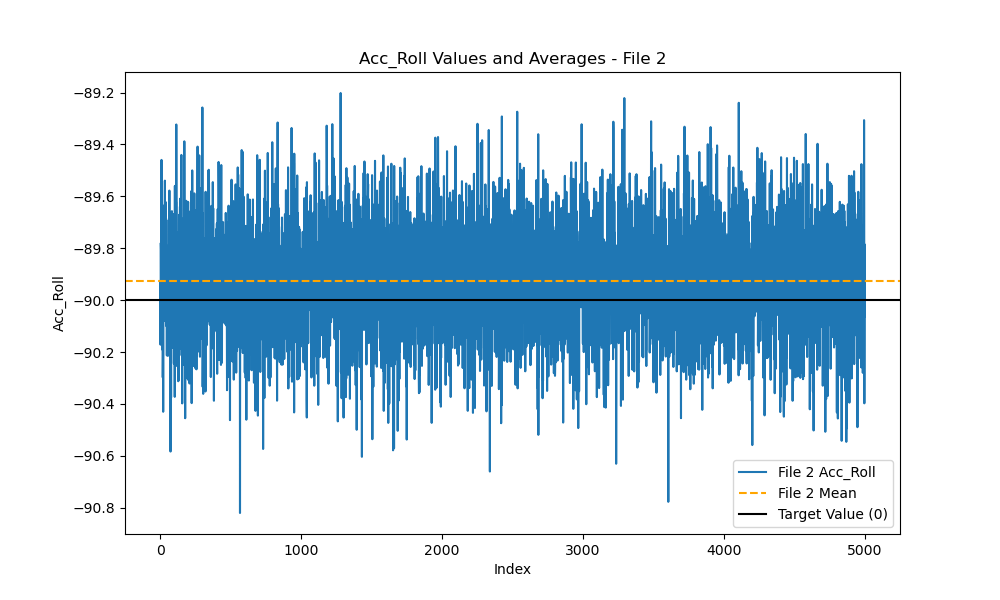 Acc_Roll Values and Averages - File 2
Acc_Roll
−89.2
−89.4
−89.6
−89.8
−90.0
−90.2
−90.4
−90.6
−90.8
File 2 Acc_Roll
File 2 Mean
Target Value (0)
0 1000 2000 3000 4000 5000
Index